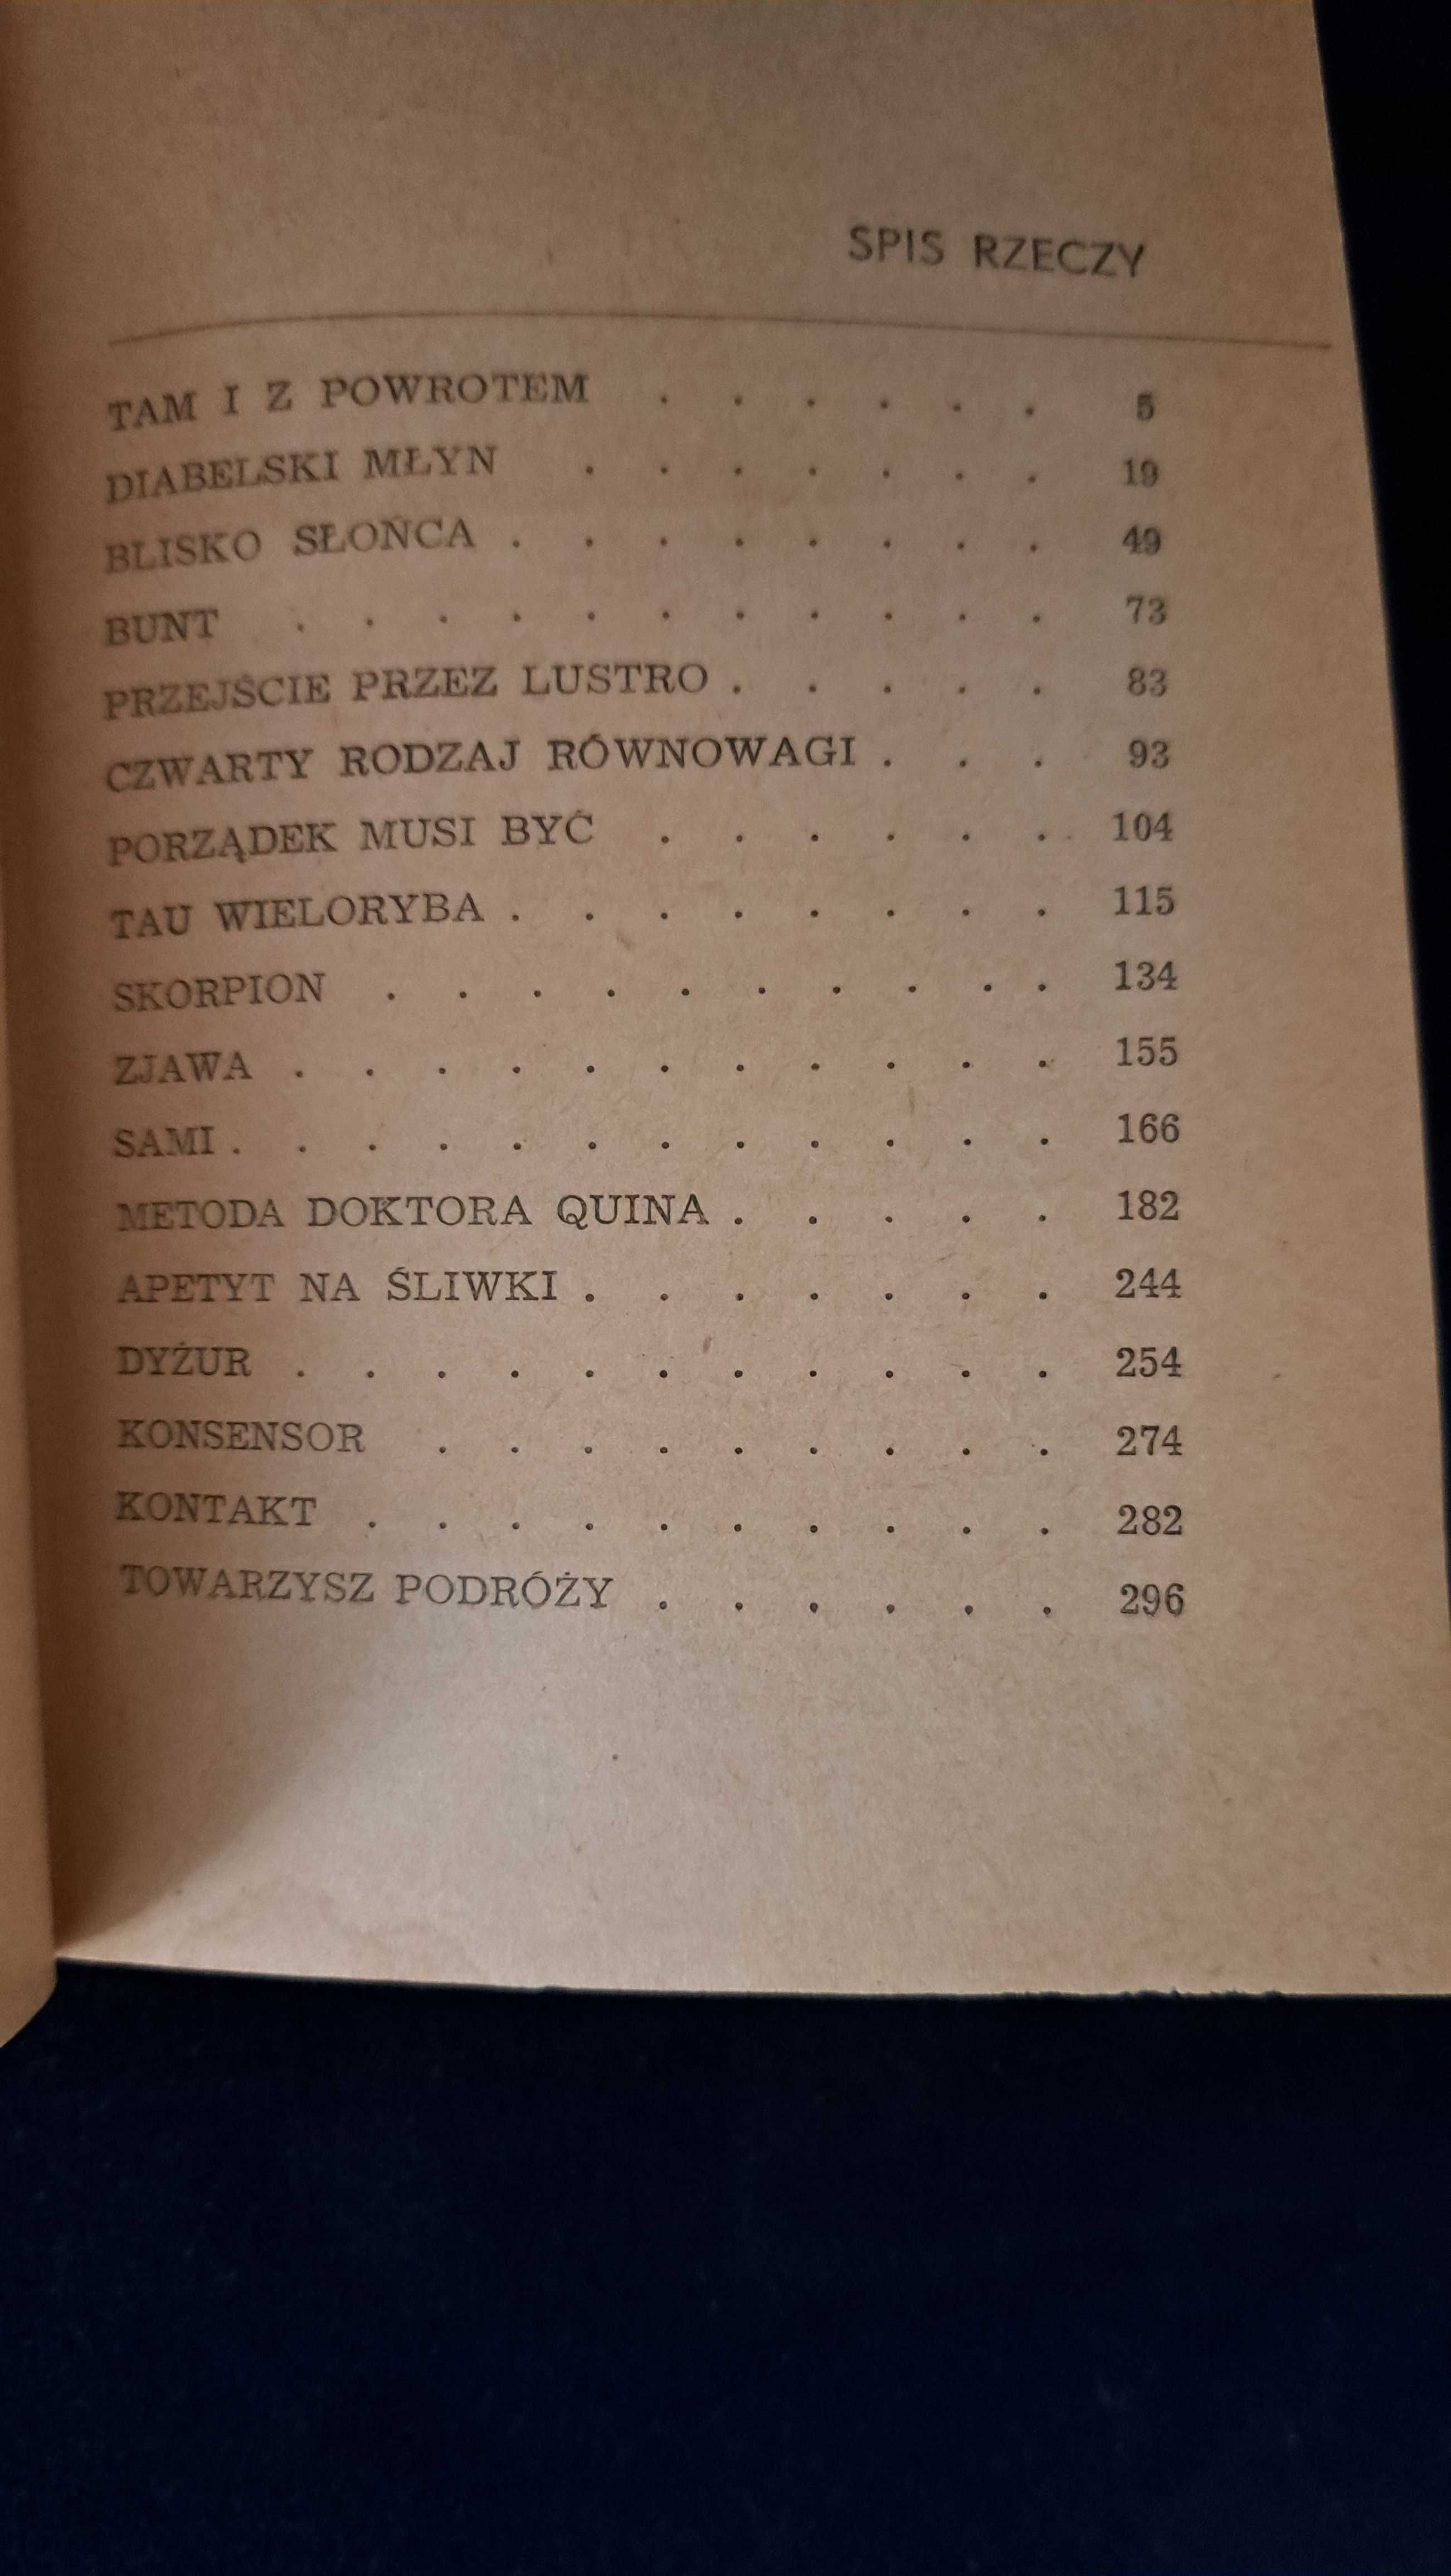 SPIS RZECZY
TAM I Z POWROTEM . . . . . . 5
DIABELSKI MŁYN . . . . . . . 19
BLISKO SŁOŃCA . . . . . . . . 49
BUNT . . . . . . . . . . . 73
PRZEJŚCIE PRZEZ LUSTRO . . . . . 83
CZWARTY RODZAJ RÓWNOWAGI . . . 93
PORZĄDEK MUSI BYĆ . . . . . . 104
TAU WIELORYBA . . . . . . . . 115
SKORPION . . . . . . . . . . 134
ZJAWA . . . . . . . . . . . 155
SAMI . . . . . . . . . . . . 166
METODA DOKTORA QUINA . . . . . 182
APETYT NA ŚLIWKI . . . . . . . 244
DYŻUR . . . . . . . . . . . 254
KONSENSOR . . . . . . . . . 274
KONTAKT . . . . . . . . . . 282
TOWARZYSZ PODRÓŻY . . . . . . 296